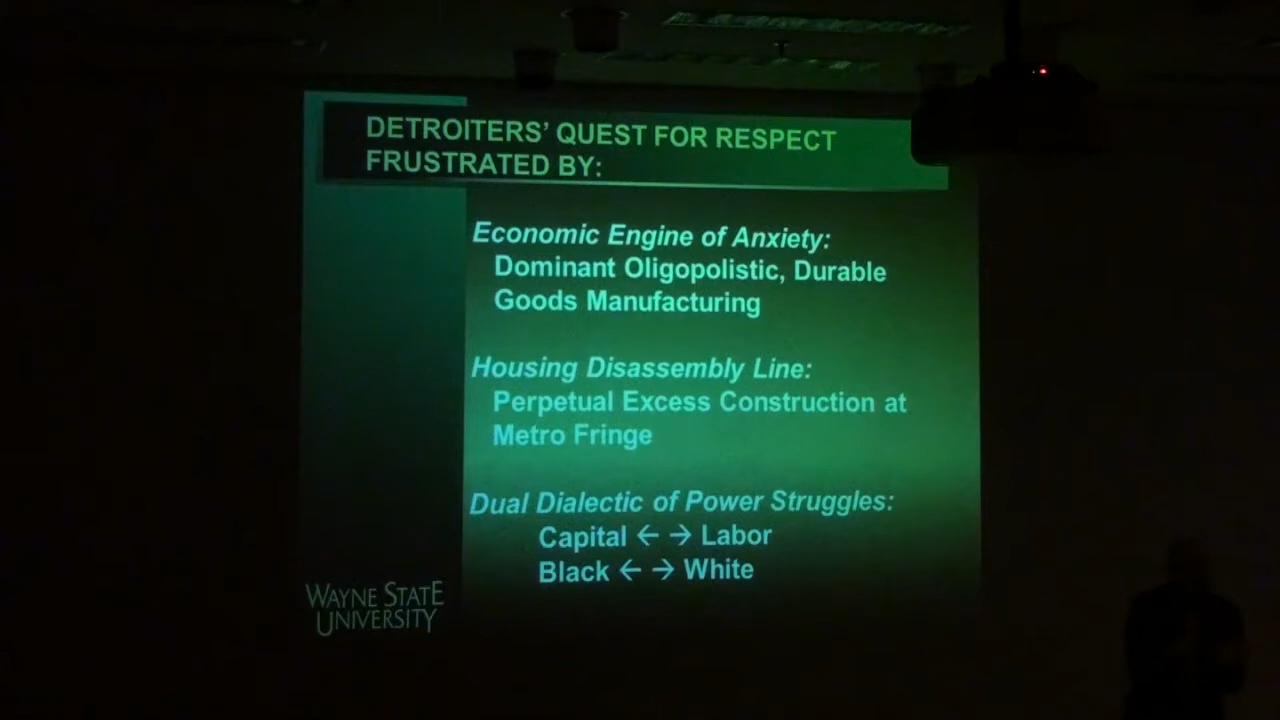 DETROITERS' QUEST FOR RESPECT
FRUSTRATED BY:
Economic Engine of Anxiety:
Dominant Oligopolistic, Durable
Goods Manufacturing
Housing Disassembly Line:
Perpetual Excess Construction at
Metro Fringe
Dual Dialectic of Power Struggles:
Capital ← → Labor
Black ← → White
WAYNE STATE
UNIVERSITY